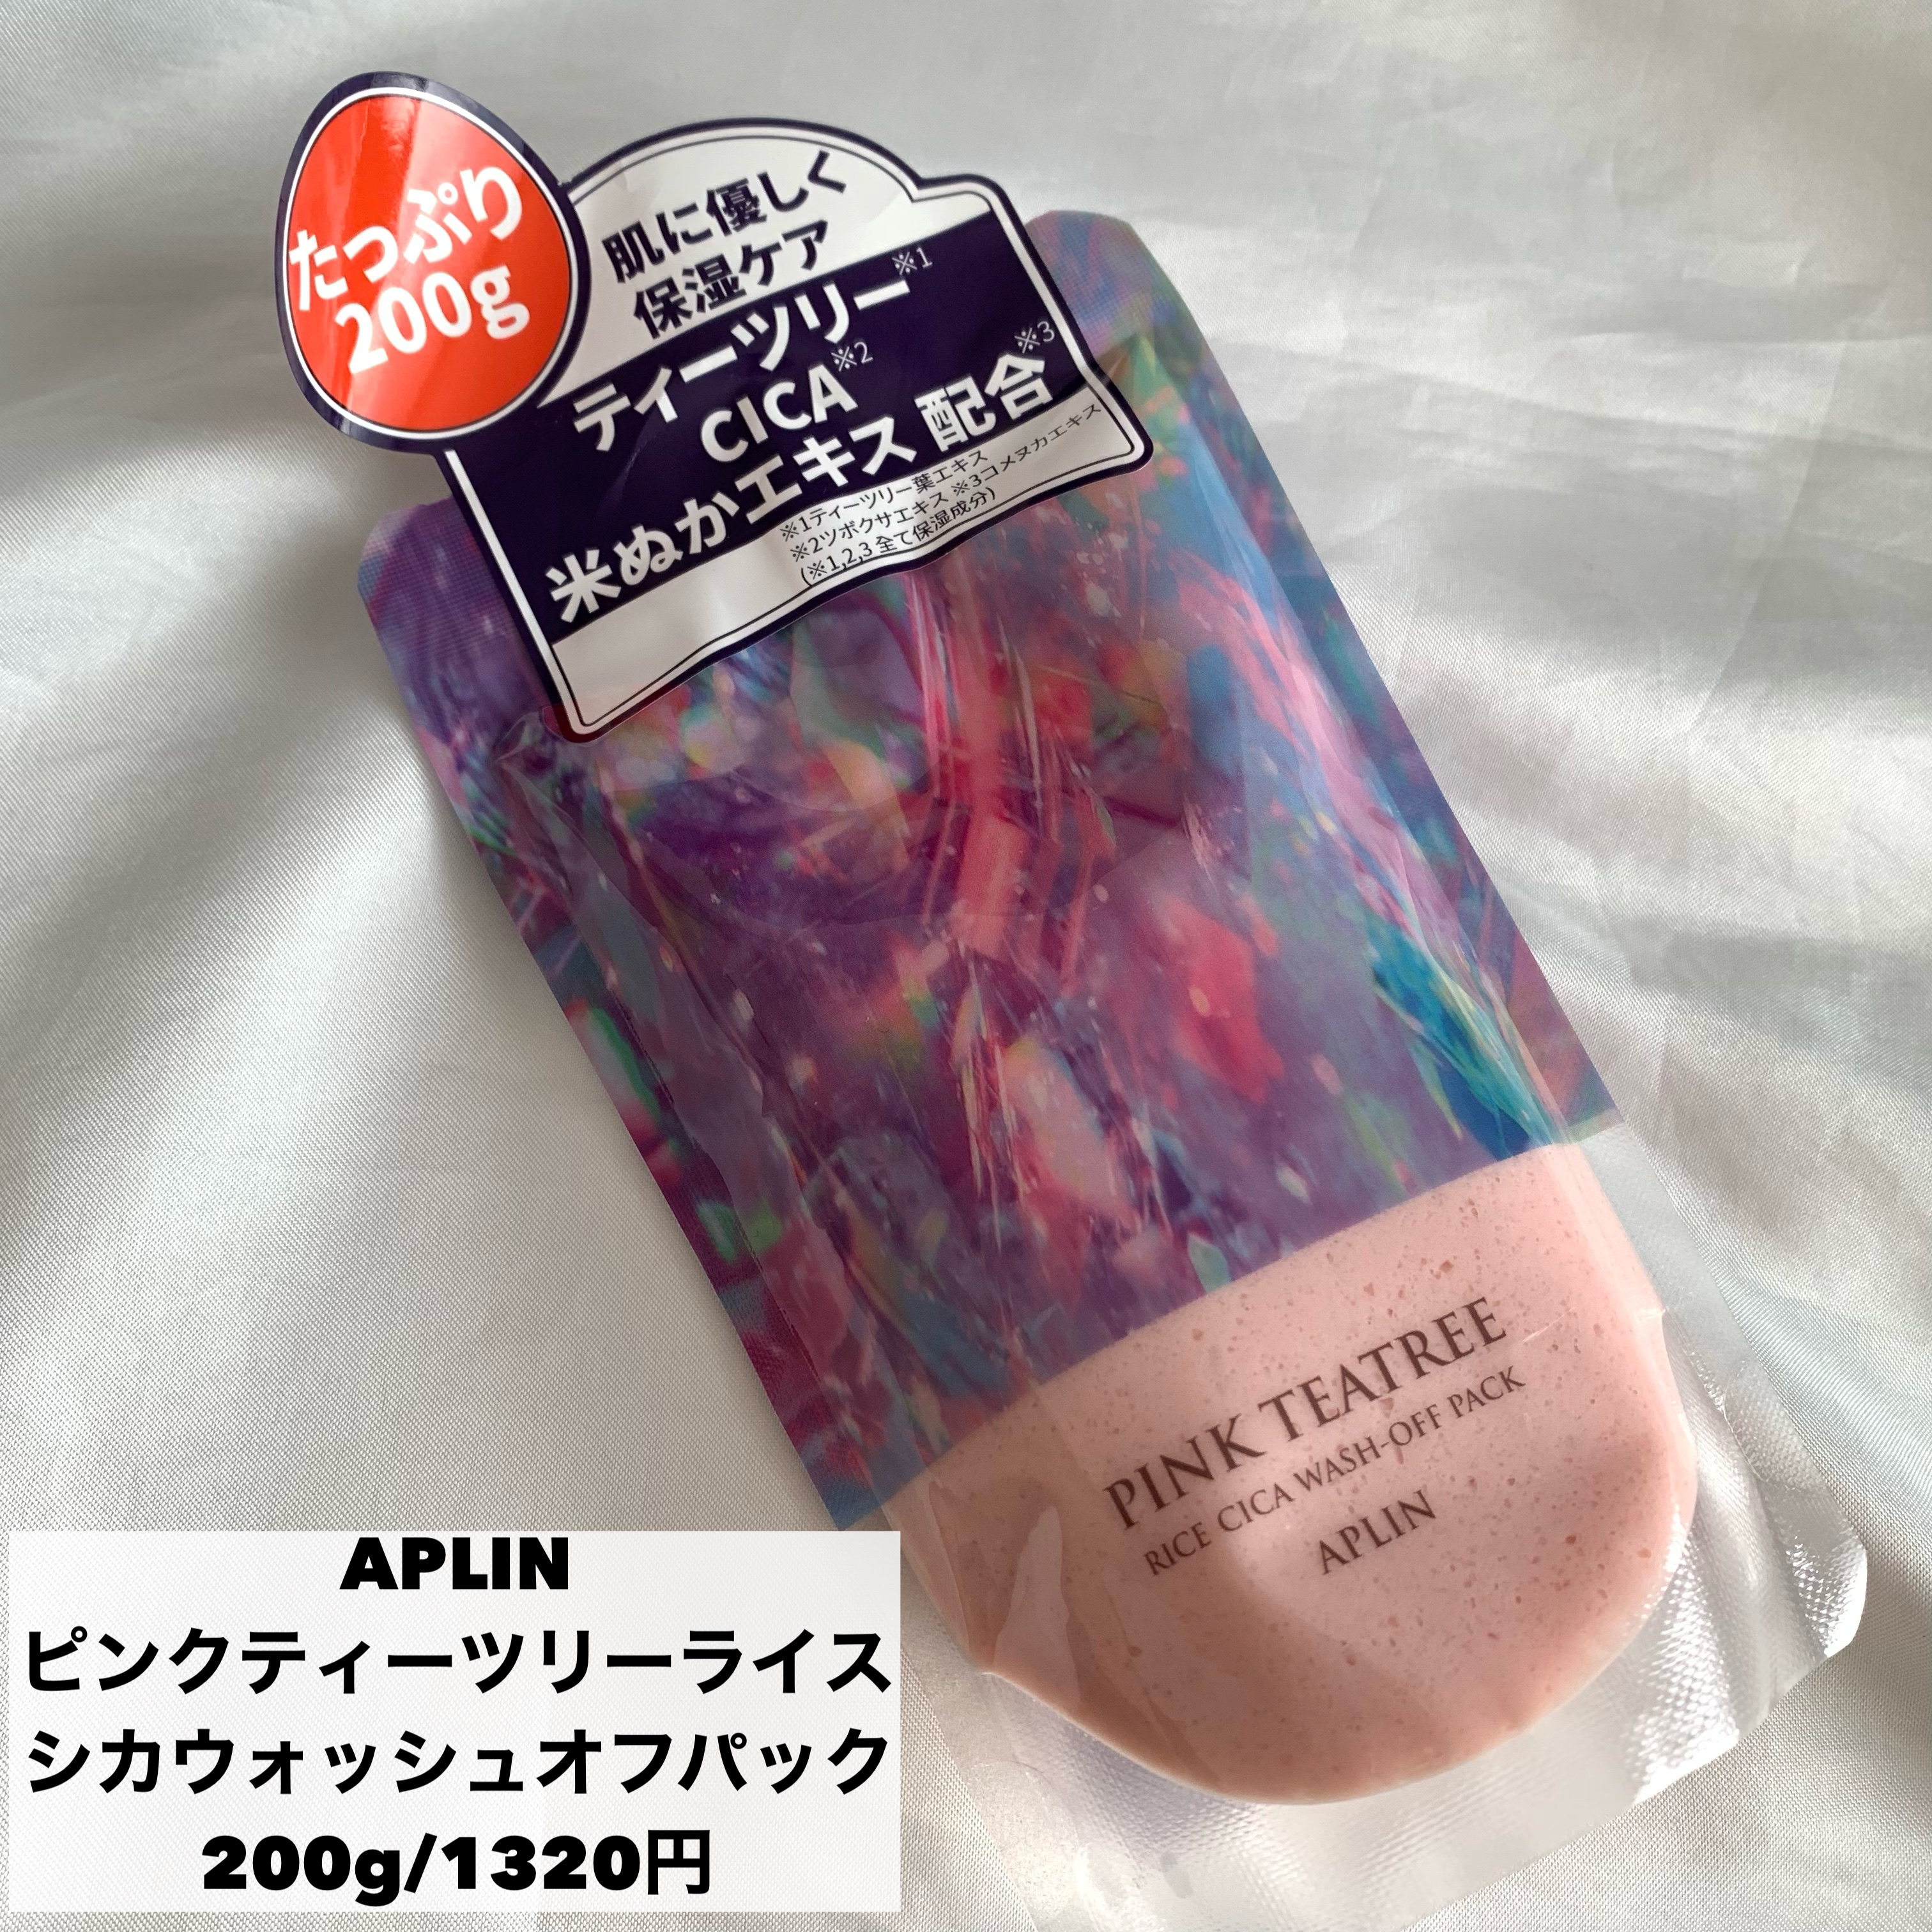 たっぷり
200g
肌に優しく
保湿ケア
ティーツリー※1
CICA※2
米ぬかエキス 配合※3
※1ティーツリー葉エキス
※2ツボクサエキス ※3コメヌカエキス
(※1,2,3 全て保湿成分)
PINK TEATREE
RICE CICA WASH-OFF PACK
APLIN
APLIN
ピンクティーツリーライス
シカウォッシュオフパック
200g/1320円